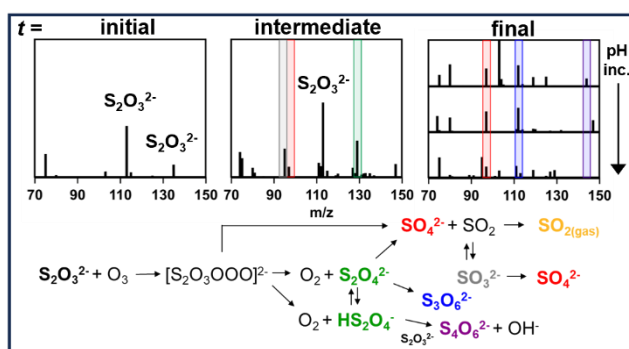 t = initial intermediate final
S₂O₃²⁻ S₂O₃²⁻ S₂O₃²⁻ pH inc.
70 90 110 130 150 70 90 110 130 150 70 90 110 130 150
m/z
SO₄²⁻ + SO₂ → SO₂(gas)
S₂O₃²⁻ + O₃ → [S₂O₃OOO]²⁻ → O₂ + S₂O₄²⁻ SO₃²⁻ → SO₄²⁻
S₃O₆²⁻
O₂ + HS₂O₄⁻ S₂O₃²⁻ S₄O₆²⁻ + OH⁻